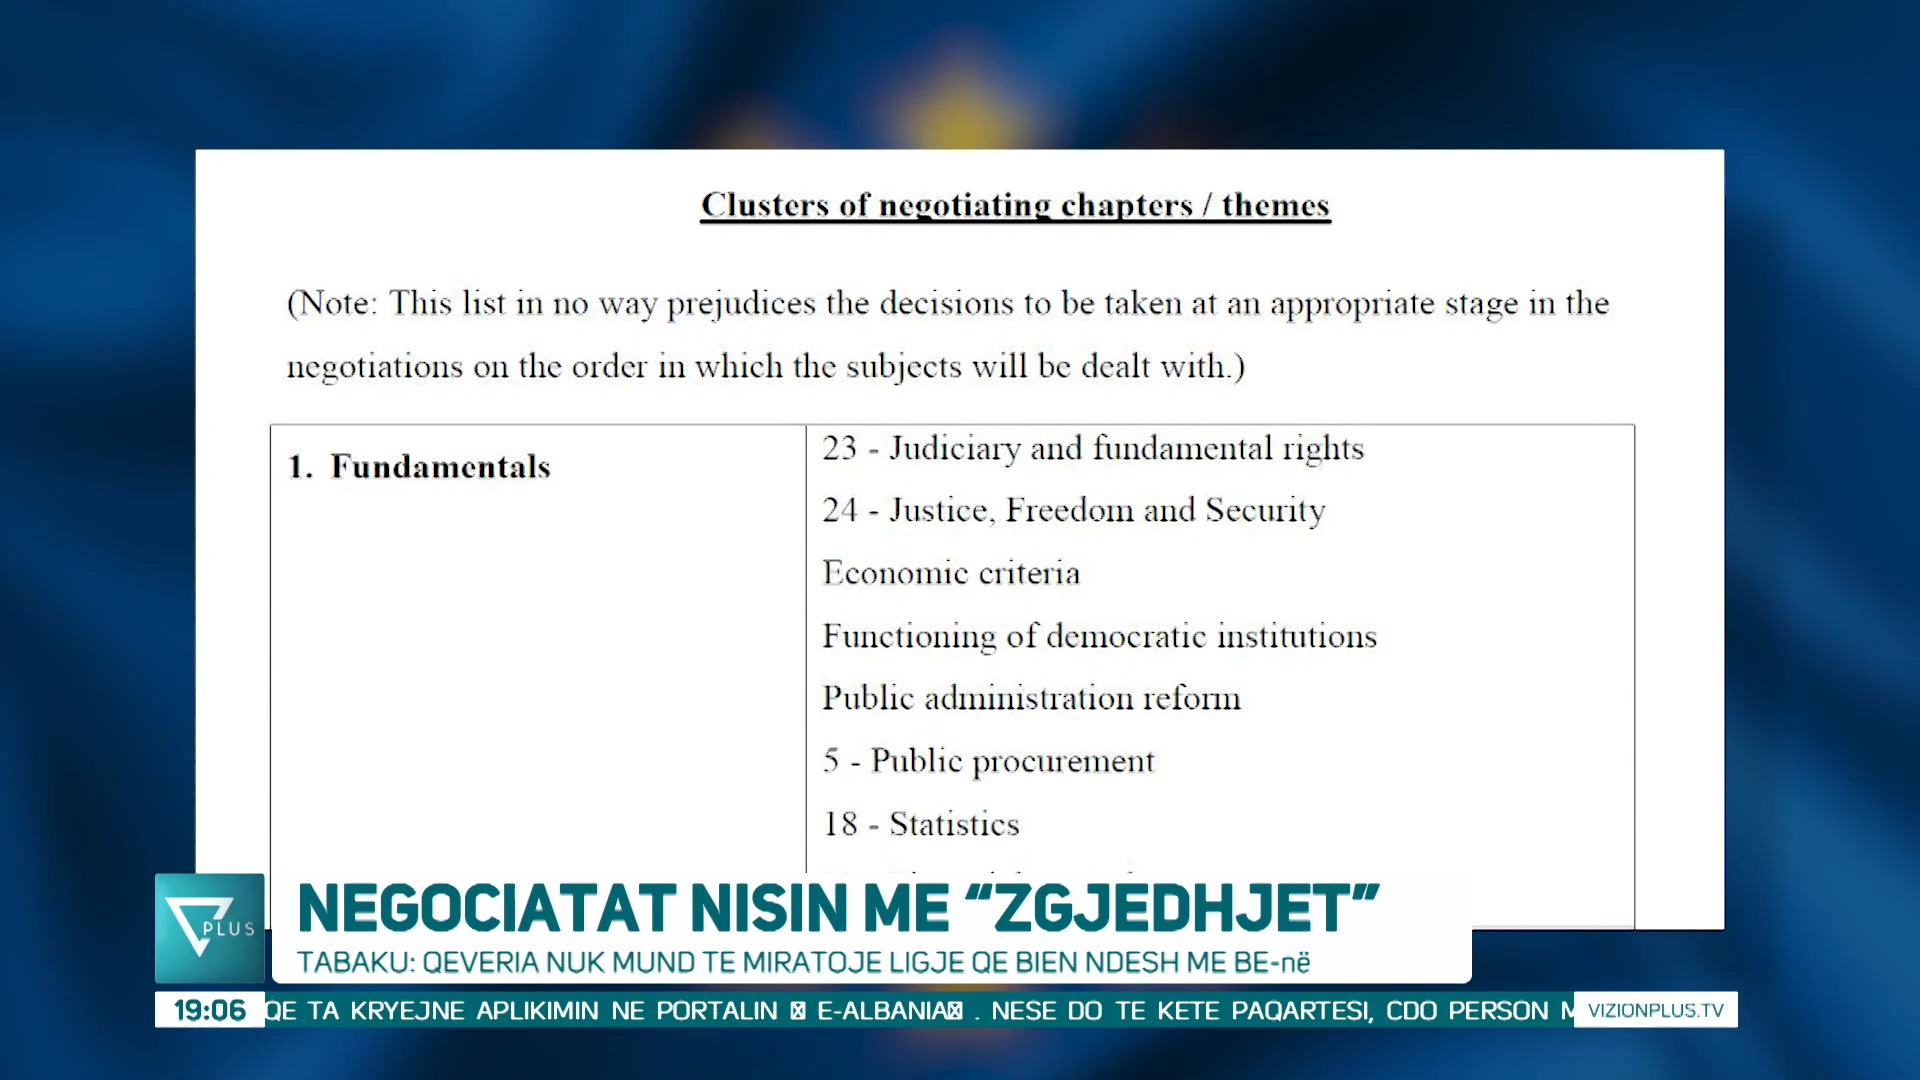 Clusters of negotiating chapters / themes
(Note: This list in no way prejudices the decisions to be taken at an appropriate stage in the
negotiations on the order in which the subjects will be dealt with.)
1. Fundamentals
23 - Judiciary and fundamental rights
24 - Justice, Freedom and Security
Economic criteria
Functioning of democratic institutions
Public administration reform
5 - Public procurement
18 - Statistics
PLUS
NEGOCIATAT NISIN ME “ZGJEDHJET”
TABAKU: QEVERIA NUK MUND TE MIRATOJE LIGJE QE BIEN NDESH ME BE-në
19:06
QE TA KRYEJNE APLIKIMIN NE PORTALIN E-ALBANIA . NESE DO TE KETE PAQARTESI, CDO PERSON
VIZIONPLUS.TV